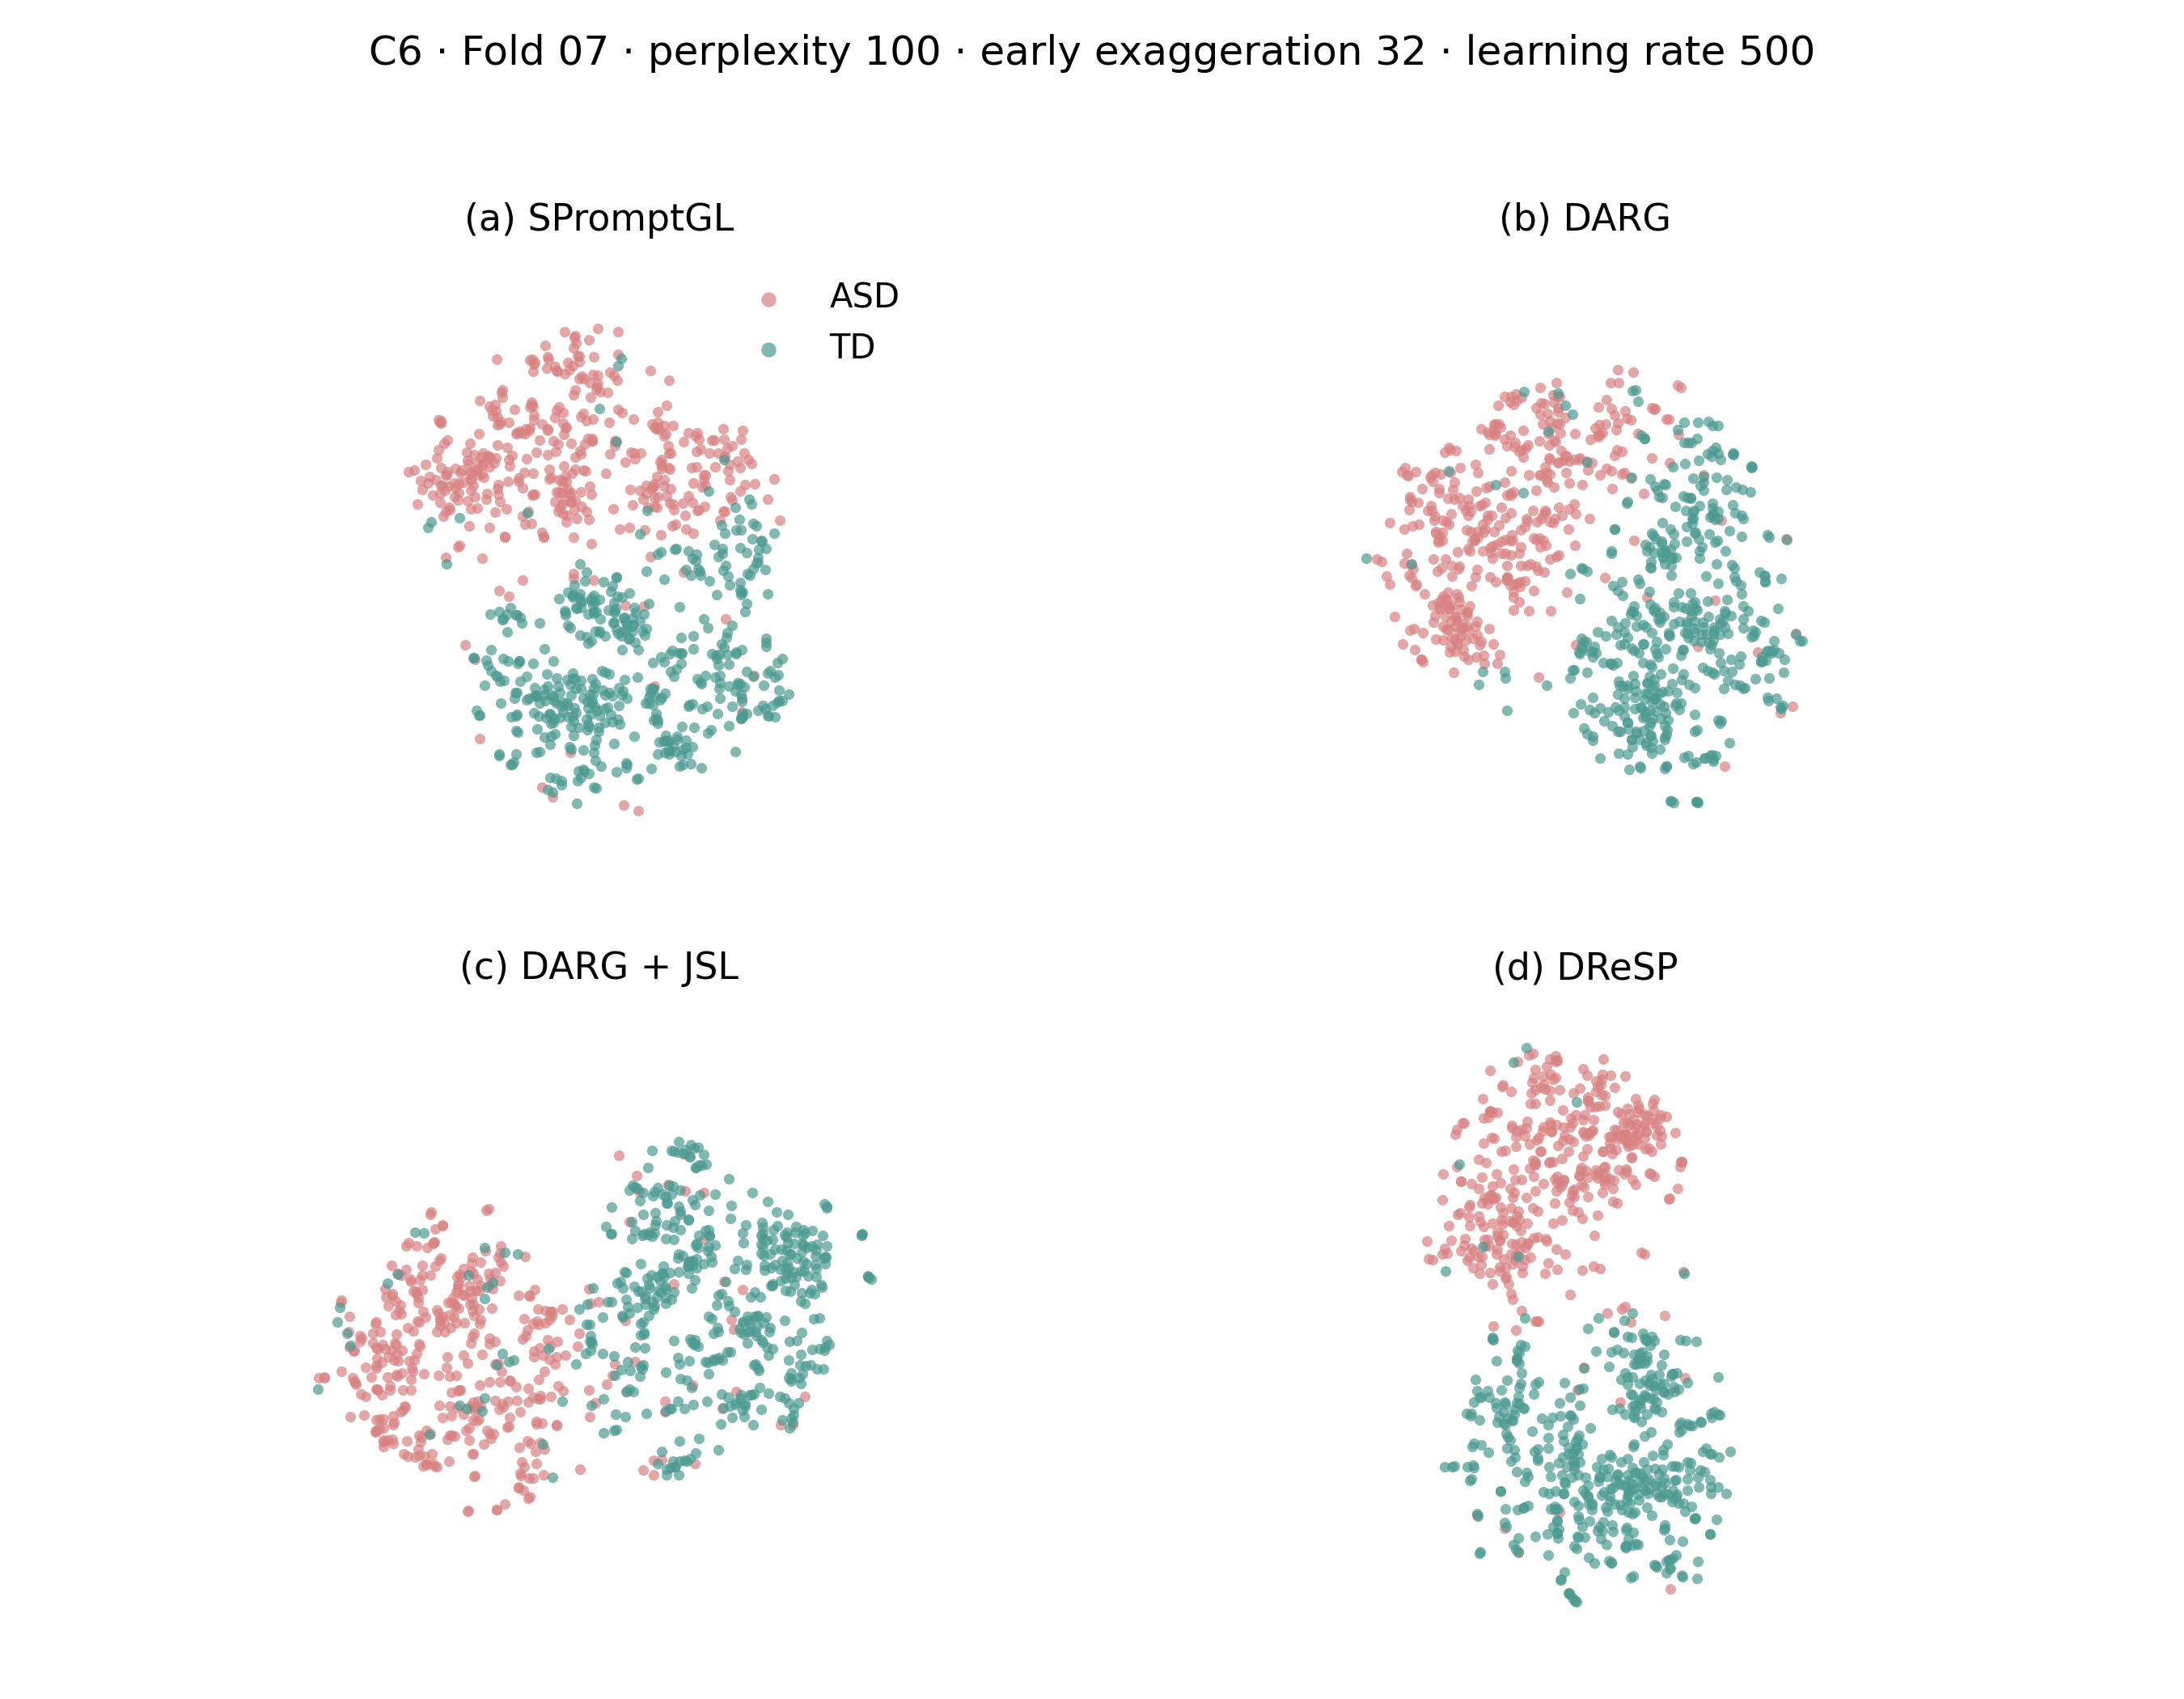 C6 · Fold 07 · perplexity 100 · early exaggeration 32 · learning rate 500
(a) SPromptGL
(b) DARG
ASD
TD
(c) DARG + JSL
(d) DReSP